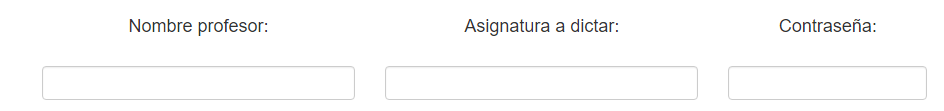 Nombre profesor:
Asignatura a dictar:
Contraseña: